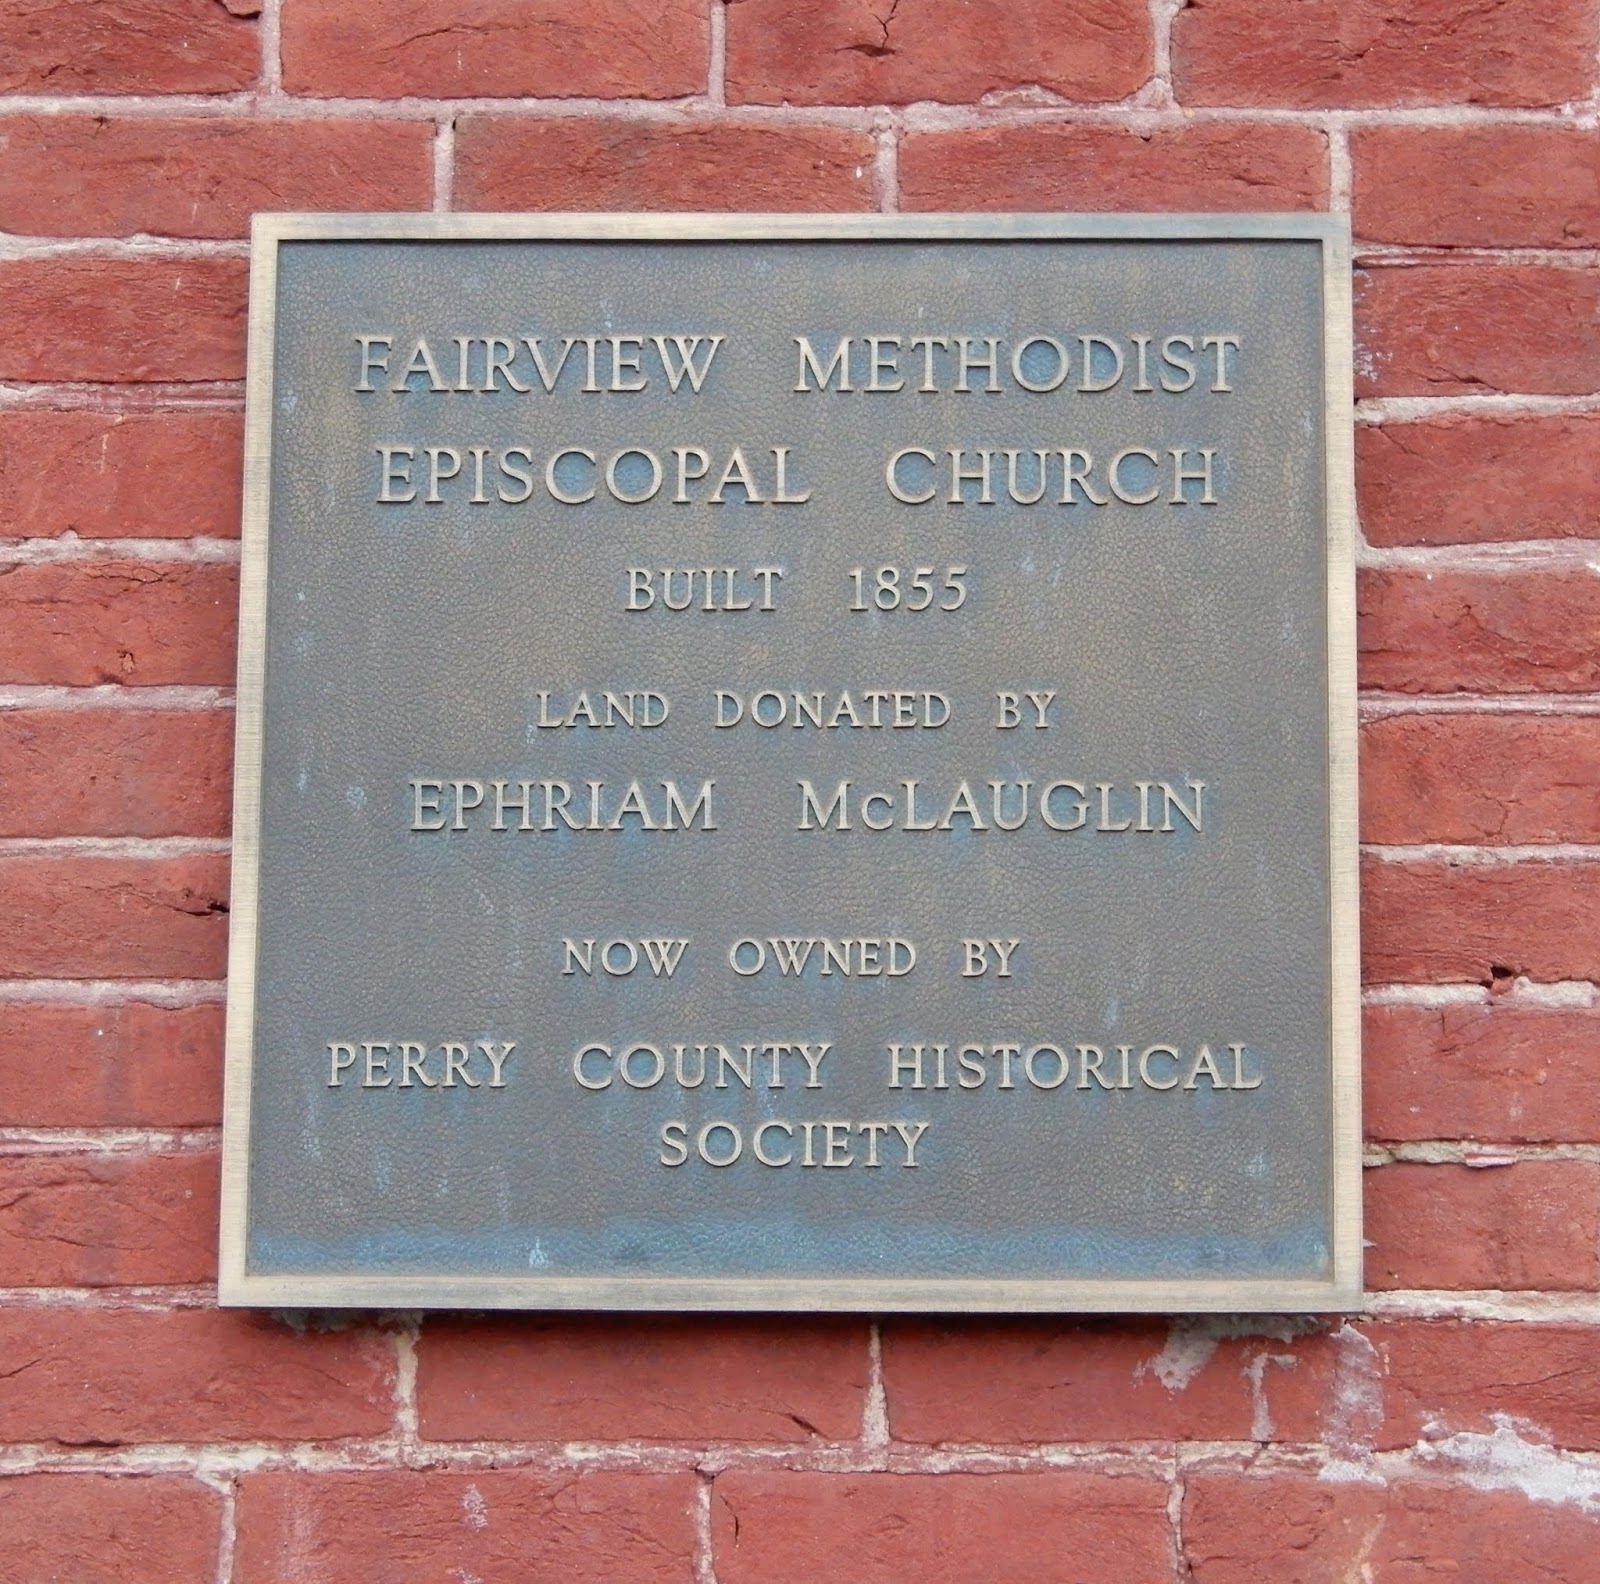 FAIRVIEW METHODIST
EPISCOPAL CHURCH
BUILT 1855
LAND DONATED BY
EPHRIAM McLAUGLIN
NOW OWNED BY
PERRY COUNTY HISTORICAL
SOCIETY